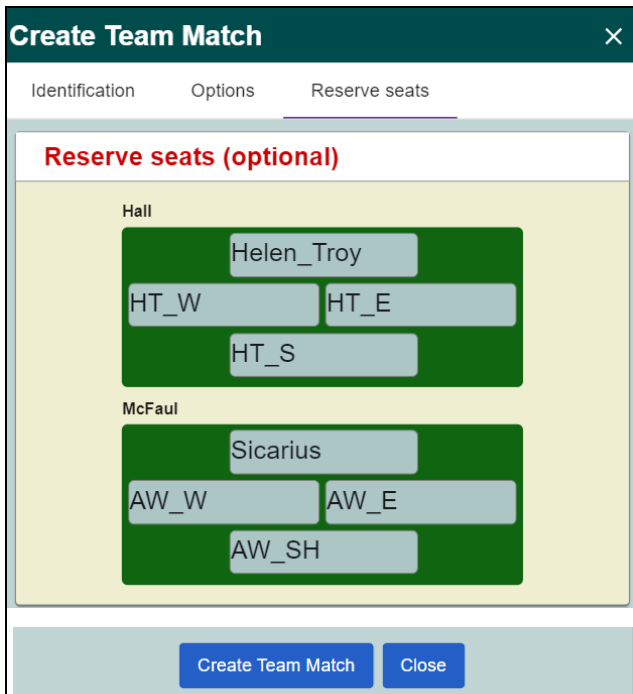 Create Team Match ×
Identification Options Reserve seats
Reserve seats (optional)
Hall
Helen_Troy
HT_W HT_E
HT_S
McFaul
Sicarius
AW_W AW_E
AW_SH
Create Team Match Close